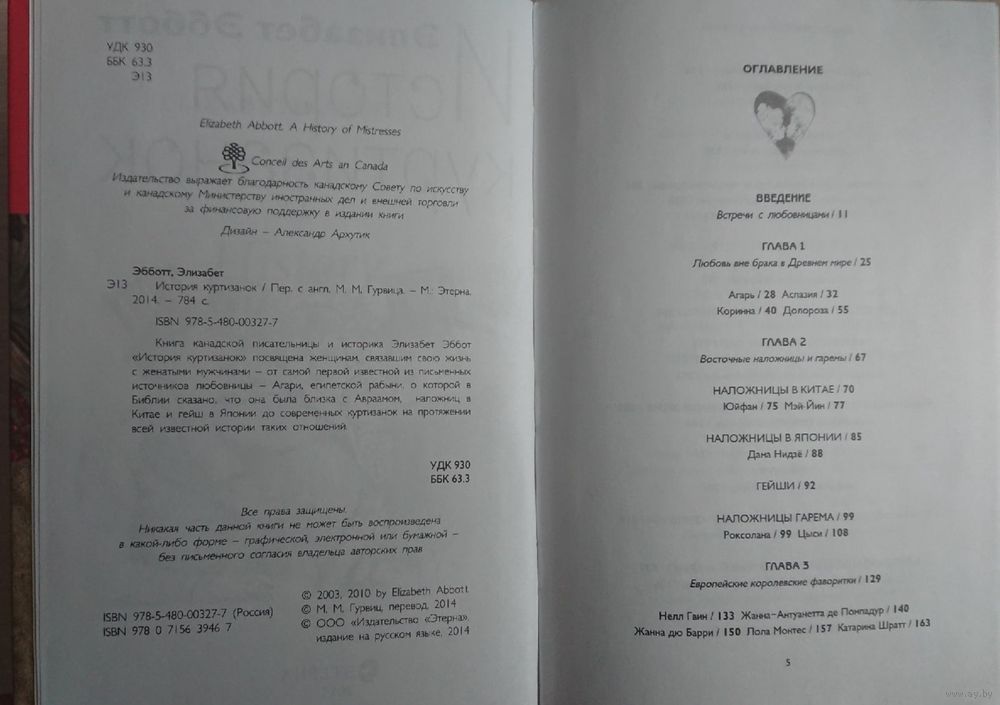 УДК 930
ББК 63.3
Э13
Elizabeth Abbott. A History of Mistresses
Conceil des Arts an Canada
Издательство выражает благодарность канадскому Совету по искусству
и канадскому Министерству иностранных дел и внешней торговли
за финансовую поддержку в издании книги
Дизайн – Александр Архутик
Эбботт, Элизабет
Э13 История куртизанок / Пер. с англ. М. М. Гурвица. – М.: Этерна,
2014. – 784 с.
ISBN 978-5-480-00327-7
Книга канадской писательницы и историка Элизабет Эббот
«История куртизанок» посвящена женщинам, связавшим свою жизнь
с женатыми мужчинами – от самой первой известной из письменных
источников любовницы – Агари, египетской рабыни, о которой в
Библии сказано, что она была близка с Авраамом, наложниц в
Китае и гейш в Японии до современных куртизанок на протяжении
всей известной истории таких отношений.
УДК 930
ББК 63.3
Все права защищены.
Никакая часть данной книги не может быть воспроизведена
в какой-либо форме – графической, электронной или бумажной –
без письменного согласия владельца авторских прав
© 2003, 2010 by Elizabeth Abbott
© М. М. Гурвиц, перевод, 2014
© ООО «Издательство «Этерна»,
издание на русском языке, 2014
ISBN 978-5-480-00327-7 (Россия)
ISBN 978 0 7156 3946 7
ОГЛАВЛЕНИЕ
ВВЕДЕНИЕ
Встречи с любовницами / 11
ГЛАВА 1
Любовь вне брака в Древнем мире / 25
Агарь / 28 Аспазия / 32
Коринна / 40 Долороза / 55
ГЛАВА 2
Восточные наложницы и гаремы / 67
НАЛОЖНИЦЫ В КИТАЕ / 70
Юйфан / 75 Мэй-Йин / 77
НАЛОЖНИЦЫ В ЯПОНИИ / 85
Дама Нидзё / 88
ГЕЙШИ / 92
НАЛОЖНИЦЫ ГАРЕМА / 99
Роксолана / 99 Цыси / 108
ГЛАВА 3
Европейские королевские фаворитки / 129
Нелл Гвин / 133 Жанна-Антуанетта де Помпадур / 140
Жанна дю Барри / 150 Лола Монтес / 157 Катарина Шратт / 163
5
www.ay.by